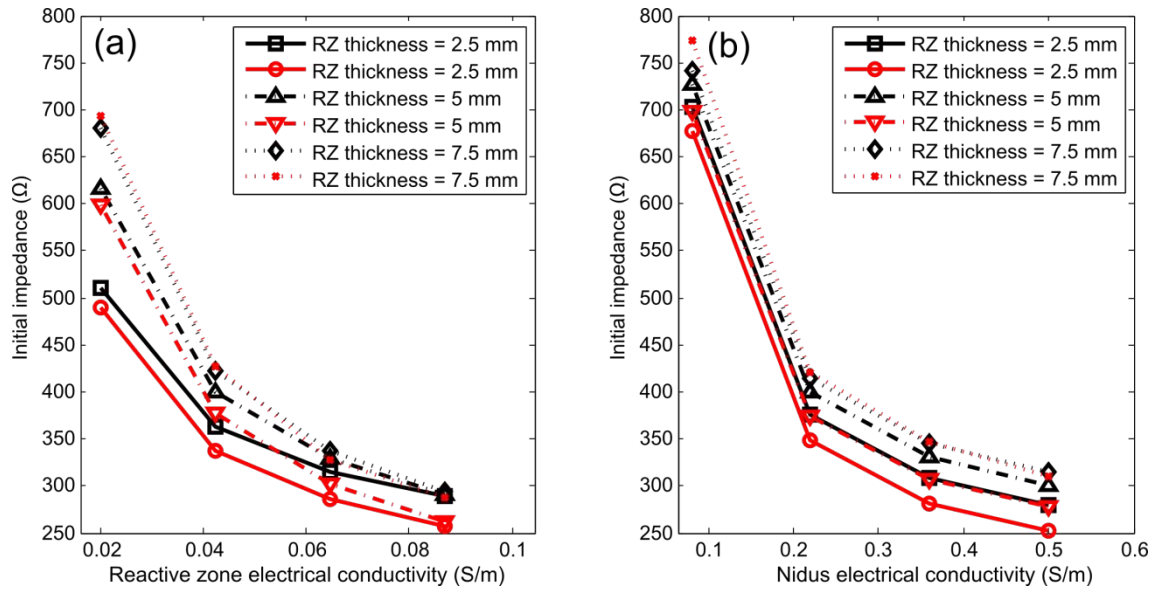 (a)
RZ thickness = 2.5 mm
RZ thickness = 2.5 mm
RZ thickness = 5 mm
RZ thickness = 5 mm
RZ thickness = 7.5 mm
RZ thickness = 7.5 mm
800
750
700
650
600
550
500
450
400
350
300
250
Initial impedance (Ω)
0.02
0.04
0.06
0.08
0.1
Reactive zone electrical conductivity (S/m)
(b)
RZ thickness = 2.5 mm
RZ thickness = 2.5 mm
RZ thickness = 5 mm
RZ thickness = 5 mm
RZ thickness = 7.5 mm
RZ thickness = 7.5 mm
800
750
700
650
600
550
500
450
400
350
300
250
Initial impedance (Ω)
0.1
0.2
0.3
0.4
0.5
0.6
Nidus electrical conductivity (S/m)